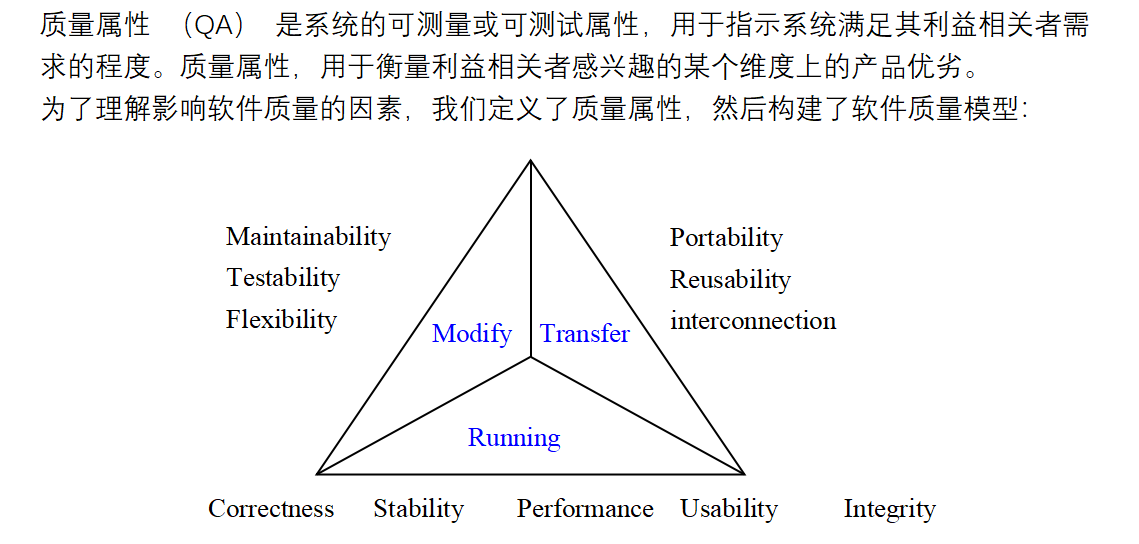 质量属性 （QA） 是系统的可测量或可测试属性，用于指示系统满足其利益相关者需
求的程度。质量属性，用于衡量利益相关者感兴趣的某个维度上的产品优劣。
为了理解影响软件质量的因素，我们定义了质量属性，然后构建了软件质量模型：
Maintainability
Testability
Flexibility
Portability
Reusability
interconnection
Modify
Transfer
Running
Correctness Stability Performance Usability Integrity